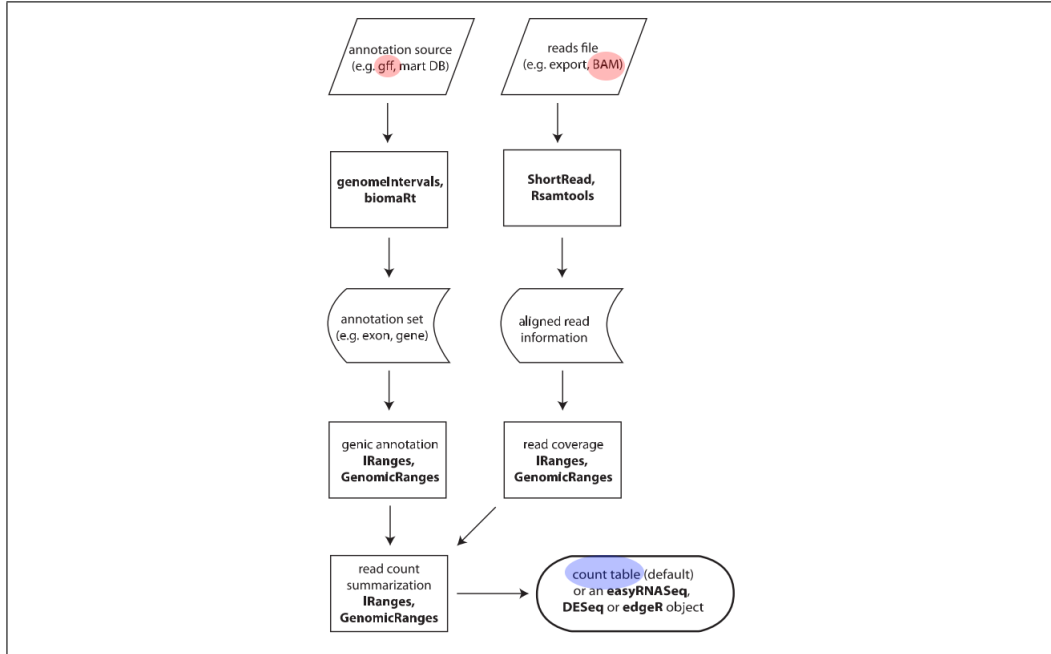 annotation source
(e.g. gff, mart DB)
reads file
(e.g. export, BAM)
genomeIntervals,
biomaRt
ShortRead,
Rsamtools
annotation set
(e.g. exon, gene)
aligned read
information
genic annotation
IRanges,
GenomicRanges
read coverage
IRanges,
GenomicRanges
read count
summarization
IRanges,
GenomicRanges
count table (default)
or an easyRNASeq,
DESeq or edgeR object